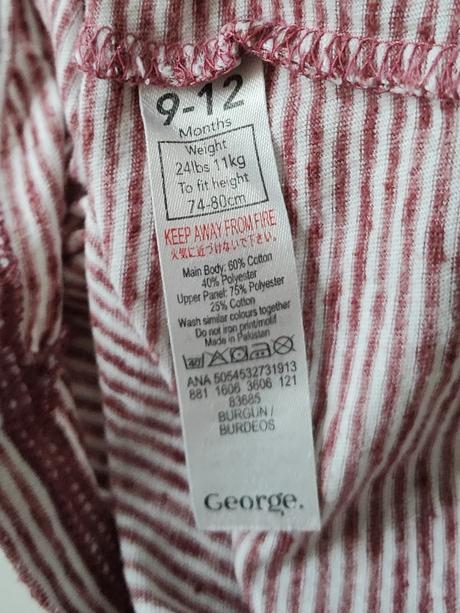 9-12
Months
Weight
24lbs 11kg
To fit height
74-80cm
KEEP AWAY FROM FIRE
火気に近づけないで下さい。
Main Body: 60% Cotton
40% Polyester
Upper Panel: 75% Polyester
25% Cotton
Wash similar colours together
Do not iron print/motif
Made in Pakistan
40
ANA 5054532731913
881 1606 3606 121
83685
BURGUN /
BURDEOS
George.